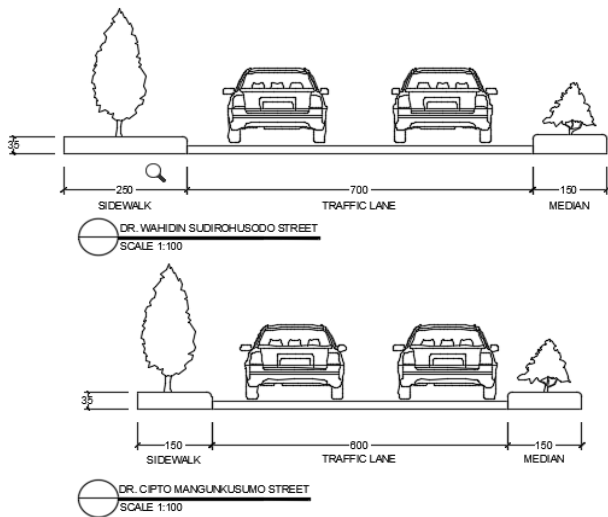 35
250 700 150
SIDEWALK TRAFFIC LANE MEDIAN
DR. WAHIDIN SUDIROHUSODO STREET
SCALE 1:100
35
150 600 150
SIDEWALK TRAFFIC LANE MEDIAN
DR. CIPTO MANGUNKUSUMO STREET
SCALE 1:100